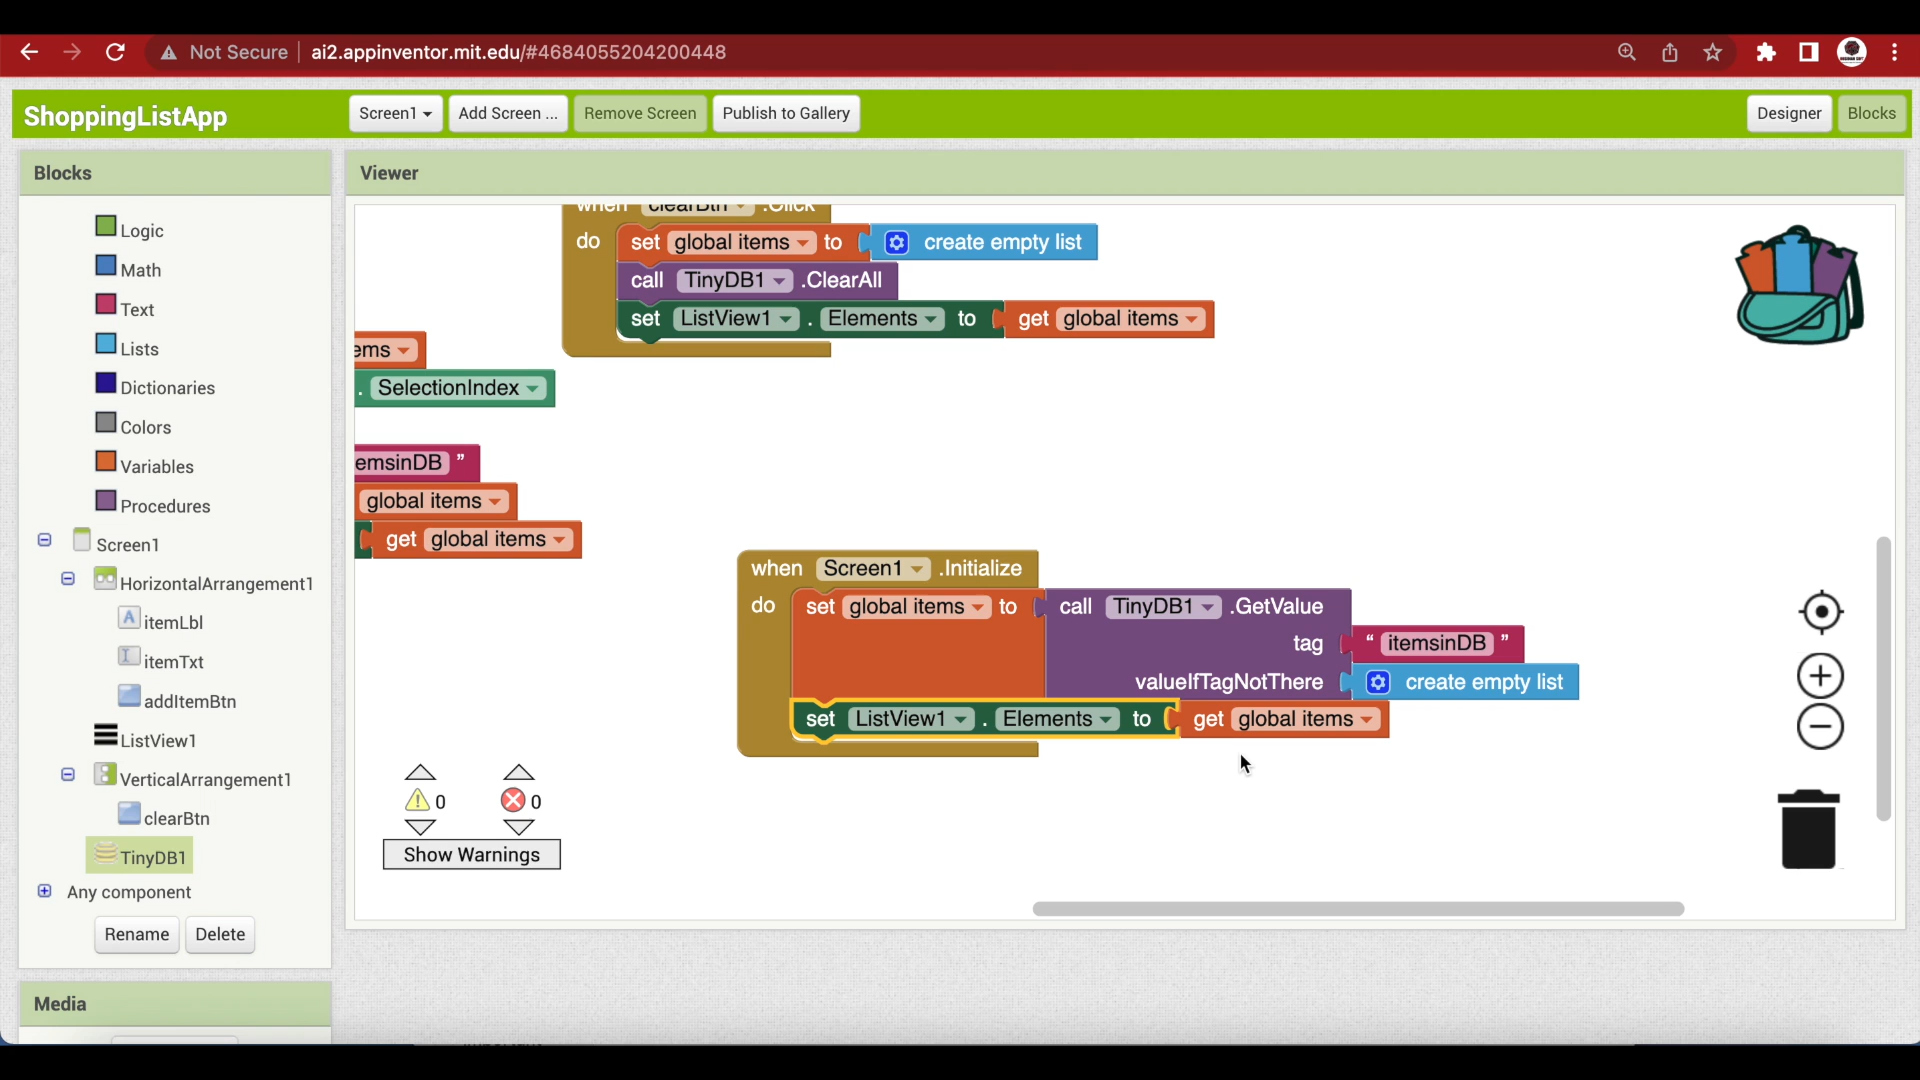 Not Secure
ai2.appinventor.mit.edu/#4684055204200448
ShoppingListApp
Screen1
Add Screen ...
Remove Screen
Publish to Gallery
Designer
Blocks
Blocks
Logic
Math
Text
Lists
Dictionaries
Colors
Variables
Procedures
Screen1
HorizontalArrangement1
A itemLbl
itemTxt
addItemBtn
ListView1
VerticalArrangement1
clearBtn
TinyDB1
Any component
Rename
Delete
Media
Viewer
when clearBtn .Click
do set global items to create empty list
call TinyDB1 .ClearAll
set ListView1 . Elements to get global items
ems
. SelectionIndex
emsinDB ”
global items
get global items
when Screen1 .Initialize
do set global items to call TinyDB1 .GetValue
tag “ itemsinDB ”
valueIfTagNotThere create empty list
set ListView1 . Elements to get global items
0 0
Show Warnings